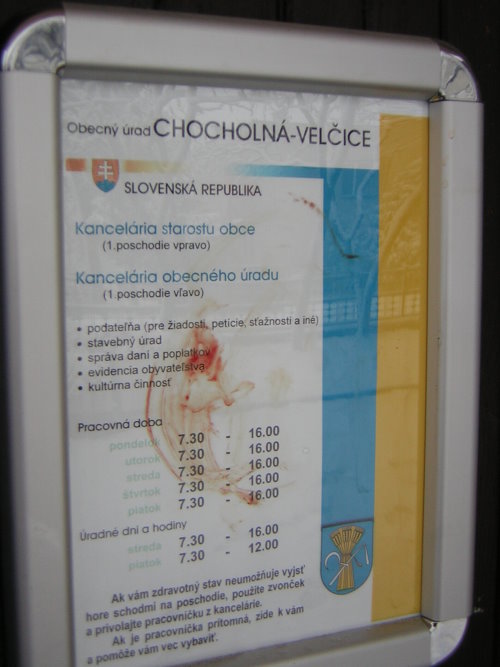 Obecný úrad CHOCHOLNÁ-VELČICE
SLOVENSKÁ REPUBLIKA
Kancelária starostu obce
(1.poschodie vpravo)
Kancelária obecného úradu
(1.poschodie vľavo)
• podateľňa (pre žiadosti, petície, sťažnosti a iné)
• stavebný úrad
• správa daní a poplatkov
• evidencia obyvateľstva
• kultúrna činnosť
Pracovná doba
pondelok 7.30 - 16.00
utorok 7.30 - 16.00
streda 7.30 - 16.00
štvrtok 7.30 - 16.00
piatok 7.30 - 16.00
Úradné dni a hodiny
streda 7.30 - 16.00
piatok 7.30 - 12.00
Ak vám zdravotný stav neumožňuje vyjsť
hore schodmi na poschodie, použite zvonček
a privolajte pracovníčku z kancelárie.
Ak je pracovníčka prítomná, zíde k vám
a pomôže vám vec vybaviť.